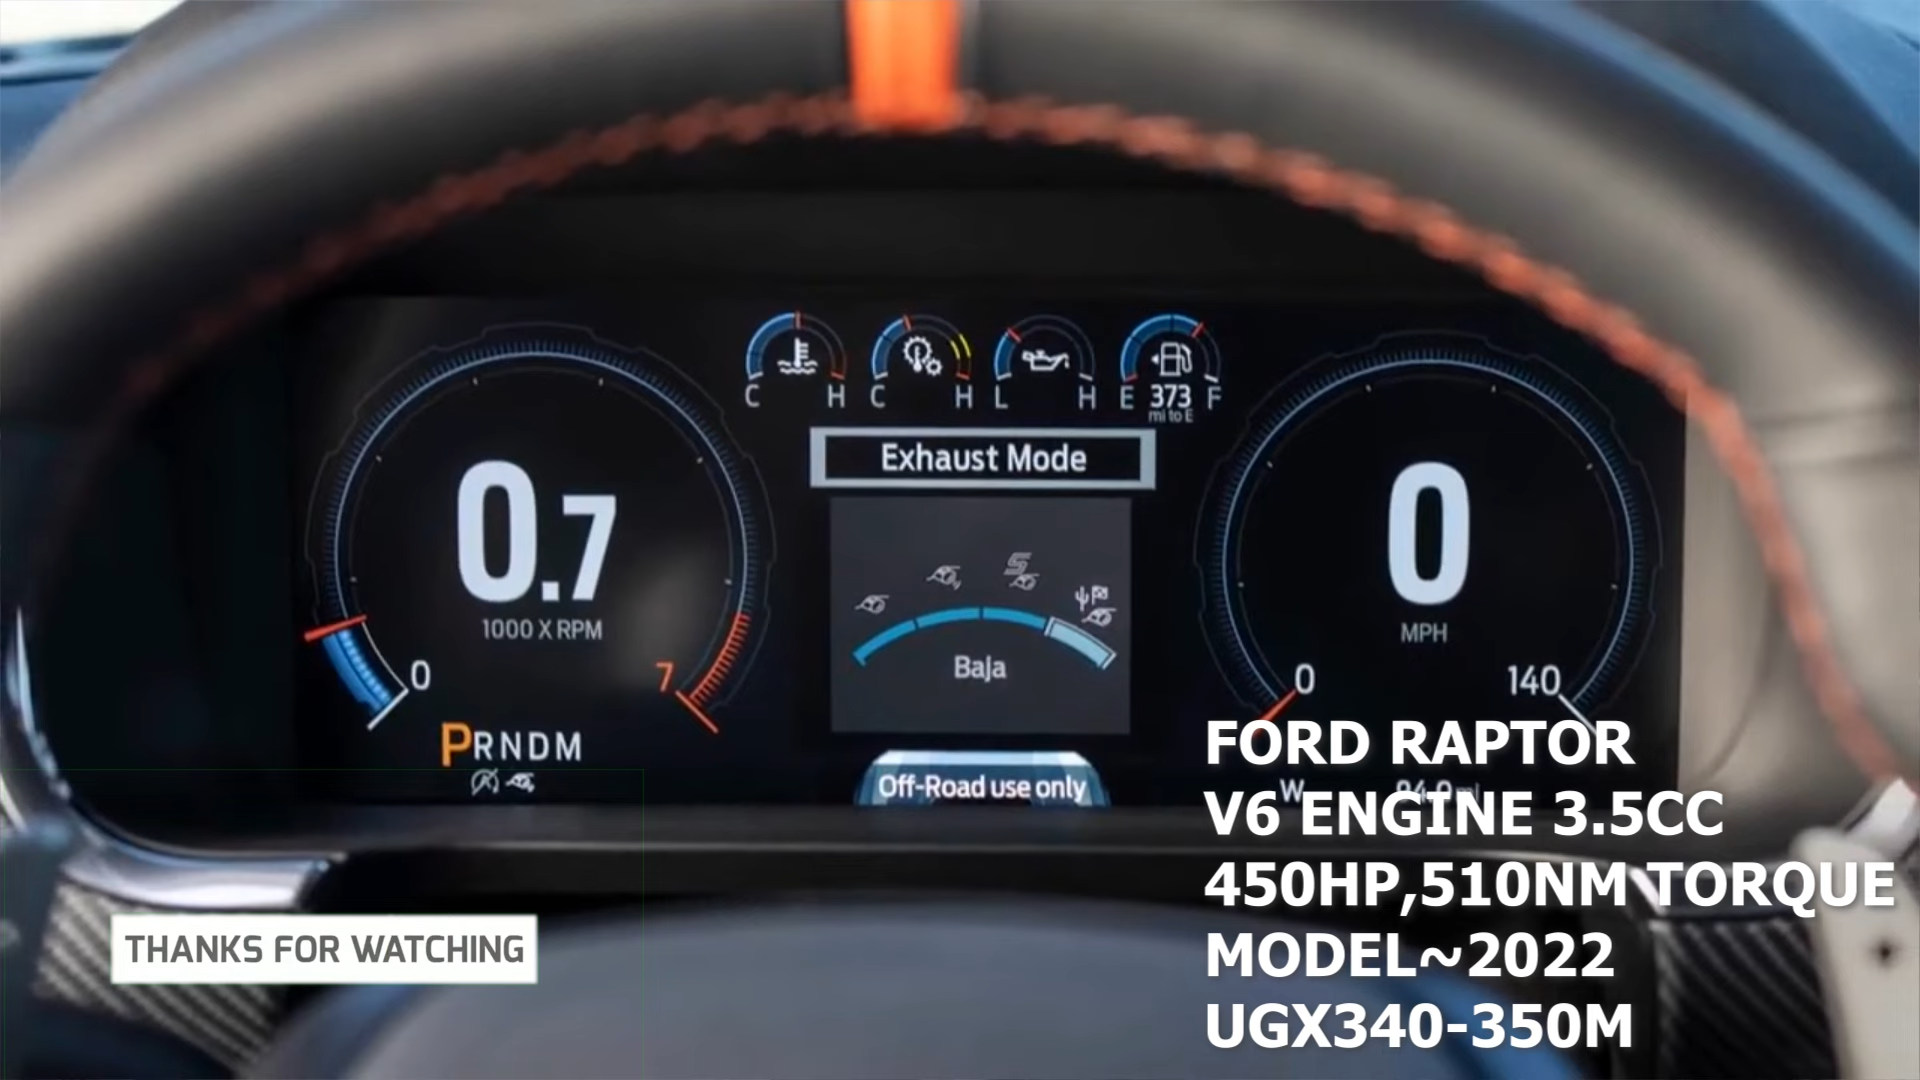 C H C H L H E 373 F
mi to E
Exhaust Mode
0.7
1000 X RPM
0
7
Baja
0
MPH
0
140
PRNDM
Off-Road use only
W
FORD RAPTOR
V6 ENGINE 3.5CC
450HP,510NM TORQUE
MODEL~2022
UGX340-350M
THANKS FOR WATCHING